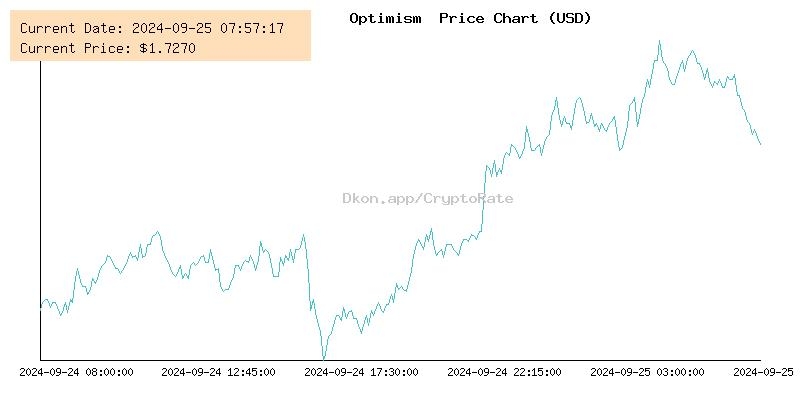 Optimism  Price Chart (USD)
Current Date: 2024-09-25 07:57:17
Current Price: $1.7270
Dkon.app/CryptoRate
2024-09-24 08:00:00 2024-09-24 12:45:00 2024-09-24 17:30:00 2024-09-24 22:15:00 2024-09-25 03:00:00 2024-09-25